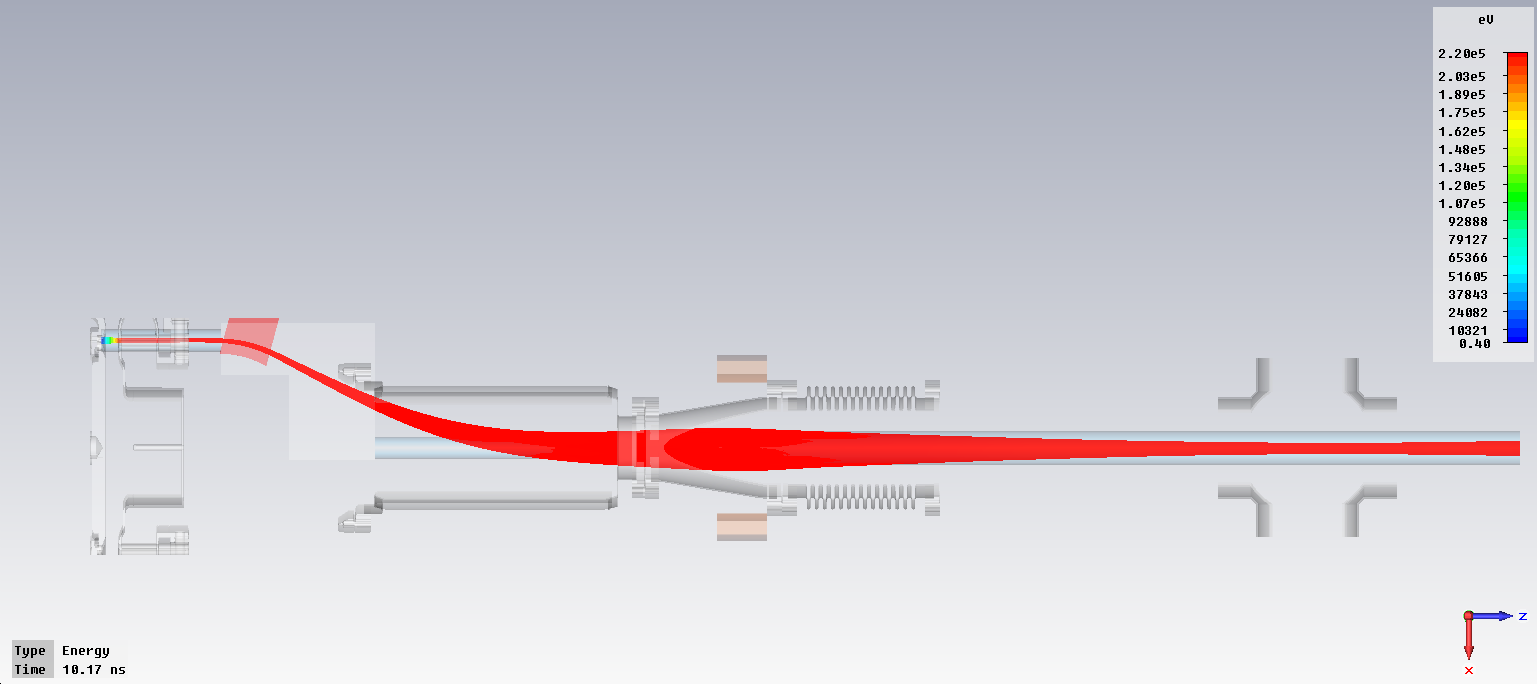 eV
2.20e5
2.03e5
1.89e5
1.75e5
1.62e5
1.48e5
1.34e5
1.20e5
1.07e5
92888
79127
65366
51605
37843
24082
10321
0.40
z
x
Type Energy
Time 10.17 ns